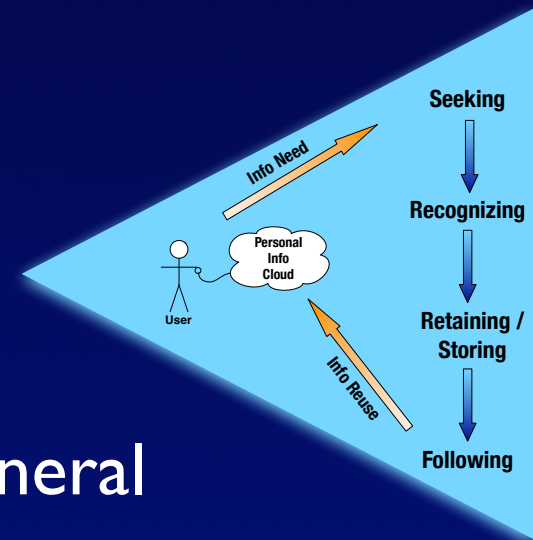 Seeking
Info Need
Recognizing
Personal
Info
Cloud
User
Retaining /
Storing
Info Reuse
Following
neral